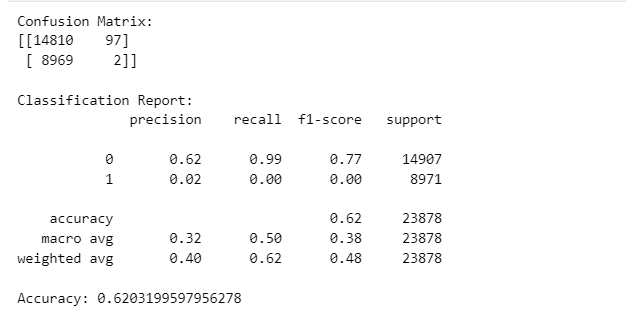 Confusion Matrix:
[[14810    97]
 [ 8969     2]]
Classification Report:
              precision    recall  f1-score   support
           0       0.62      0.99      0.77     14907
           1       0.02      0.00      0.00      8971
    accuracy                           0.62     23878
   macro avg       0.32      0.50      0.38     23878
weighted avg       0.40      0.62      0.48     23878
Accuracy: 0.6203199597956278